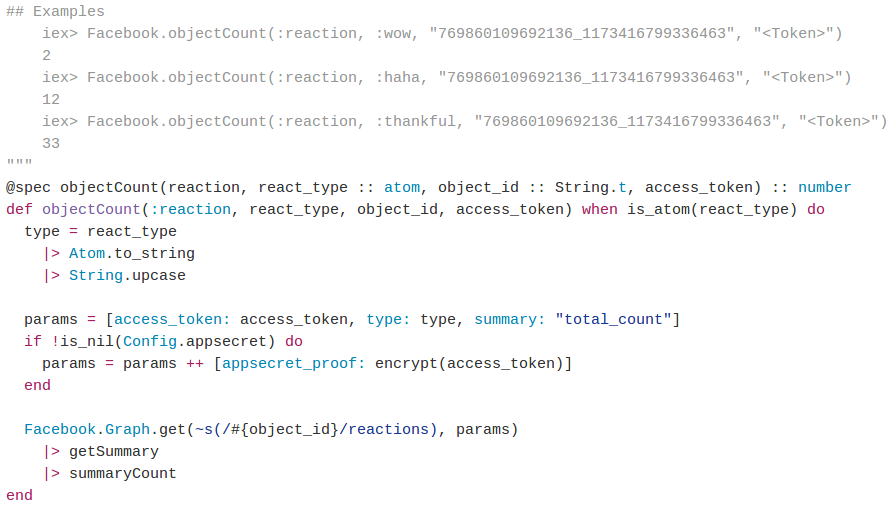 ## Examples
    iex> Facebook.objectCount(:reaction, :wow, "769860109692136_1173416799336463", "<Token>")
    2
    iex> Facebook.objectCount(:reaction, :haha, "769860109692136_1173416799336463", "<Token>")
    12
    iex> Facebook.objectCount(:reaction, :thankful, "769860109692136_1173416799336463", "<Token>")
    33
"""
@spec objectCount(reaction, react_type :: atom, object_id :: String.t, access_token) :: number
def objectCount(:reaction, react_type, object_id, access_token) when is_atom(react_type) do
  type = react_type
    |> Atom.to_string
    |> String.upcase

  params = [access_token: access_token, type: type, summary: "total_count"]
  if !is_nil(Config.appsecret) do
    params = params ++ [appsecret_proof: encrypt(access_token)]
  end

  Facebook.Graph.get(~s(/#{object_id}/reactions), params)
    |> getSummary
    |> summaryCount
end